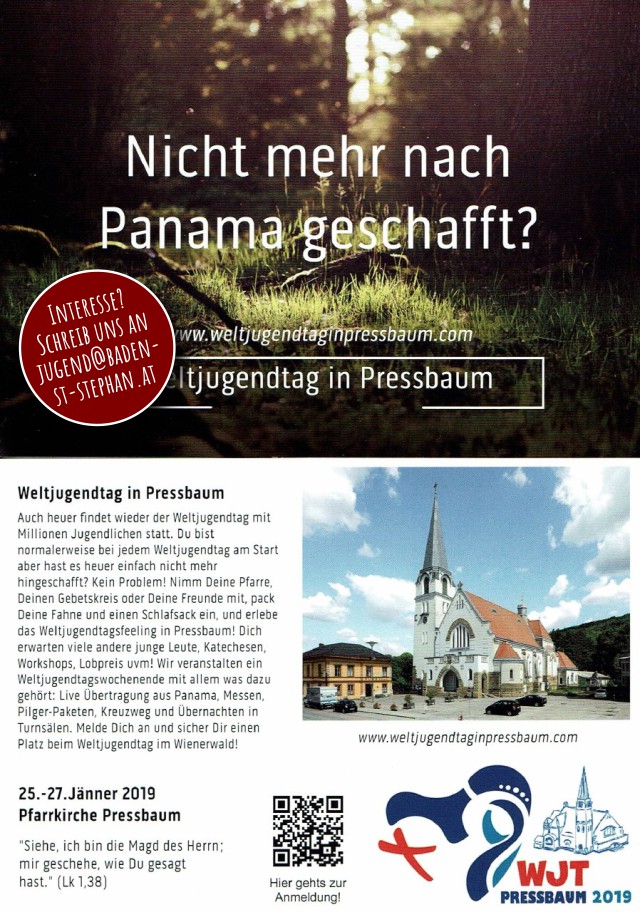 Nicht mehr nach
Panama geschafft?
Interesse?
Schreib uns an
jugend@baden-
st-stephan.at
www.weltjugendtaginpressbaum.com
ltjugendtag in Pressbaum
Weltjugendtag in Pressbaum
Auch heuer findet wieder der Weltjugendtag mit
Millionen Jugendlichen statt. Du bist
normalerweise bei jedem Weltjugendtag am Start
aber hast es heuer einfach nicht mehr
hingeschafft? Kein Problem! Nimm Deine Pfarre,
Deinen Gebetskreis oder Deine Freunde mit, pack
Deine Fahne und einen Schlafsack ein, und erlebe
das Weltjugendtagsfeeling in Pressbaum! Dich
erwarten viele andere junge Leute, Katechesen,
Workshops, Lobpreis uvm! Wir veranstalten ein
Weltjugendtagswochenende mit allem was dazu
gehört: Live Übertragung aus Panama, Messen,
Pilger-Paketen, Kreuzweg und Übernachten in
Turnsälen. Melde Dich an und sicher Dir einen
Platz beim Weltjugendtag im Wienerwald!
www.weltjugendtaginpressbaum.com
25.-27.Jänner 2019
Pfarrkirche Pressbaum
"Siehe, ich bin die Magd des Herrn;
mir geschehe, wie Du gesagt
hast." (Lk 1,38)
Hier gehts zur
Anmeldung!
WJT
PRESSBAUM 2019